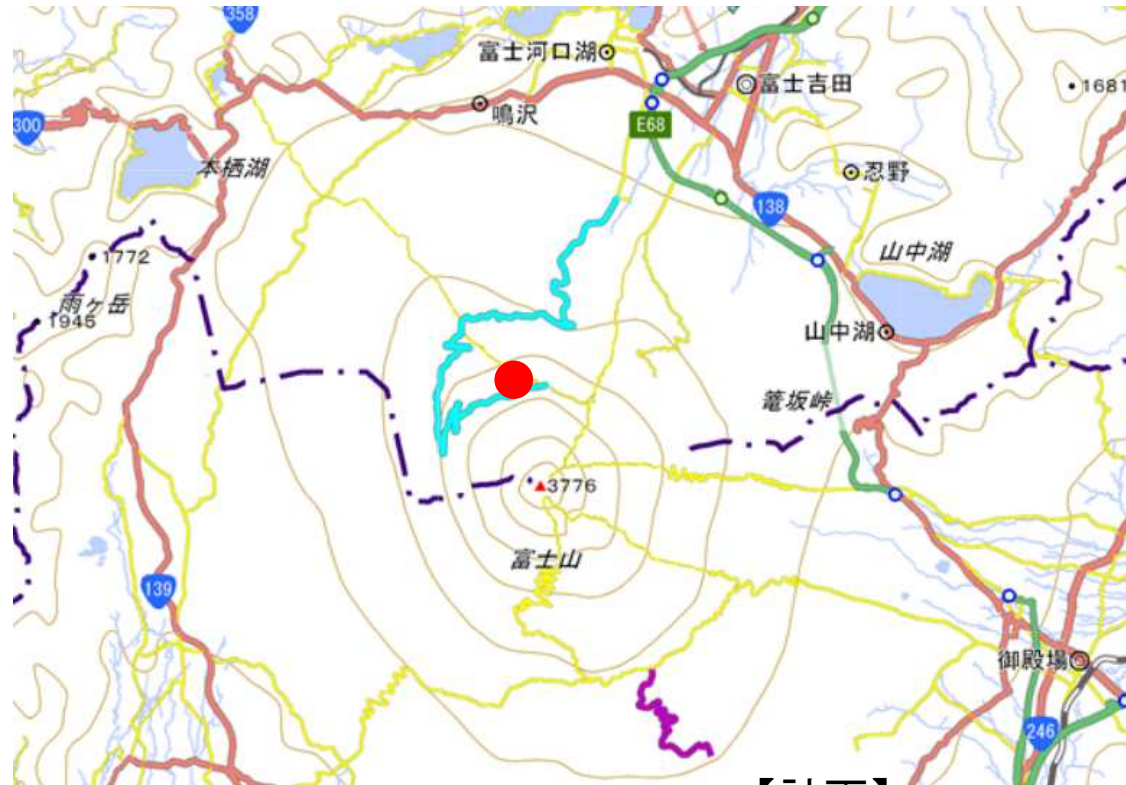 358
富士河口湖
富士吉田
1681
鳴沢
300
E68
本栖湖
忍野
138
山中湖
1772
雨ヶ岳
1945
山中湖
籠坂峠
3776
富士山
139
御殿場
246